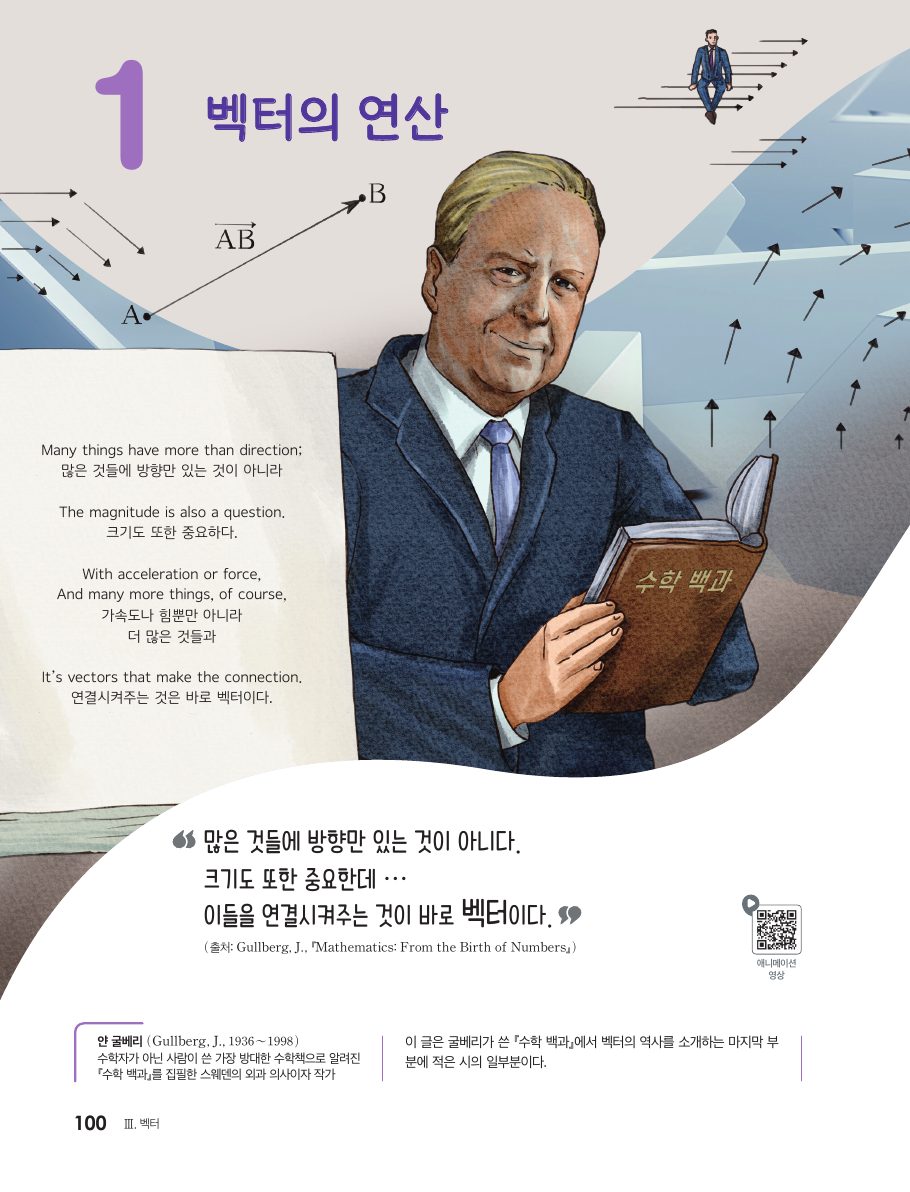 1
벡터의 연산
B
AB
A
Many things have more than direction;
많은 것들에 방향만 있는 것이 아니라
The magnitude is also a question.
크기도 또한 중요하다.
With acceleration or force,
And many more things, of course,
가속도나 힘뿐만 아니라
더 많은 것들과
It's vectors that make the connection.
연결시켜주는 것은 바로 벡터이다.
수학 백과
“많은 것들에 방향만 있는 것이 아니다.
크기도 또한 중요한데 …
이들을 연결시켜주는 것이 바로 벡터이다.”
(출처: Gullberg, J., 『Mathematics: From the Birth of Numbers』)
애니메이션
영상
얀 굴베리 (Gullberg, J., 1936~1998)
수학자가 아닌 사람이 쓴 가장 방대한 수학책으로 알려진
『수학 백과』를 집필한 스웨덴의 외과 의사이자 작가
이 글은 굴베리가 쓴 『수학 백과』에서 벡터의 역사를 소개하는 마지막 부
분에 적은 시의 일부분이다.
100 Ⅲ. 벡터